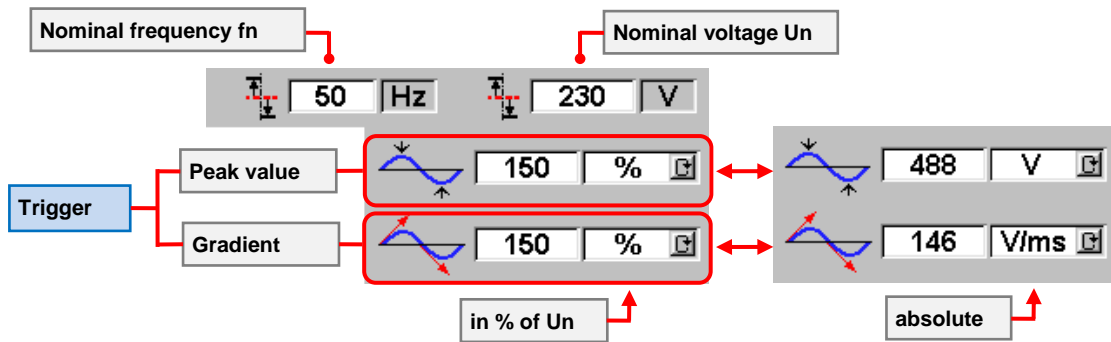 Nominal frequency fn
Nominal voltage Un
50 Hz
230 V
Peak value
150 %
488 V
Trigger
Gradient
150 %
146 V/ms
in % of Un
absolute